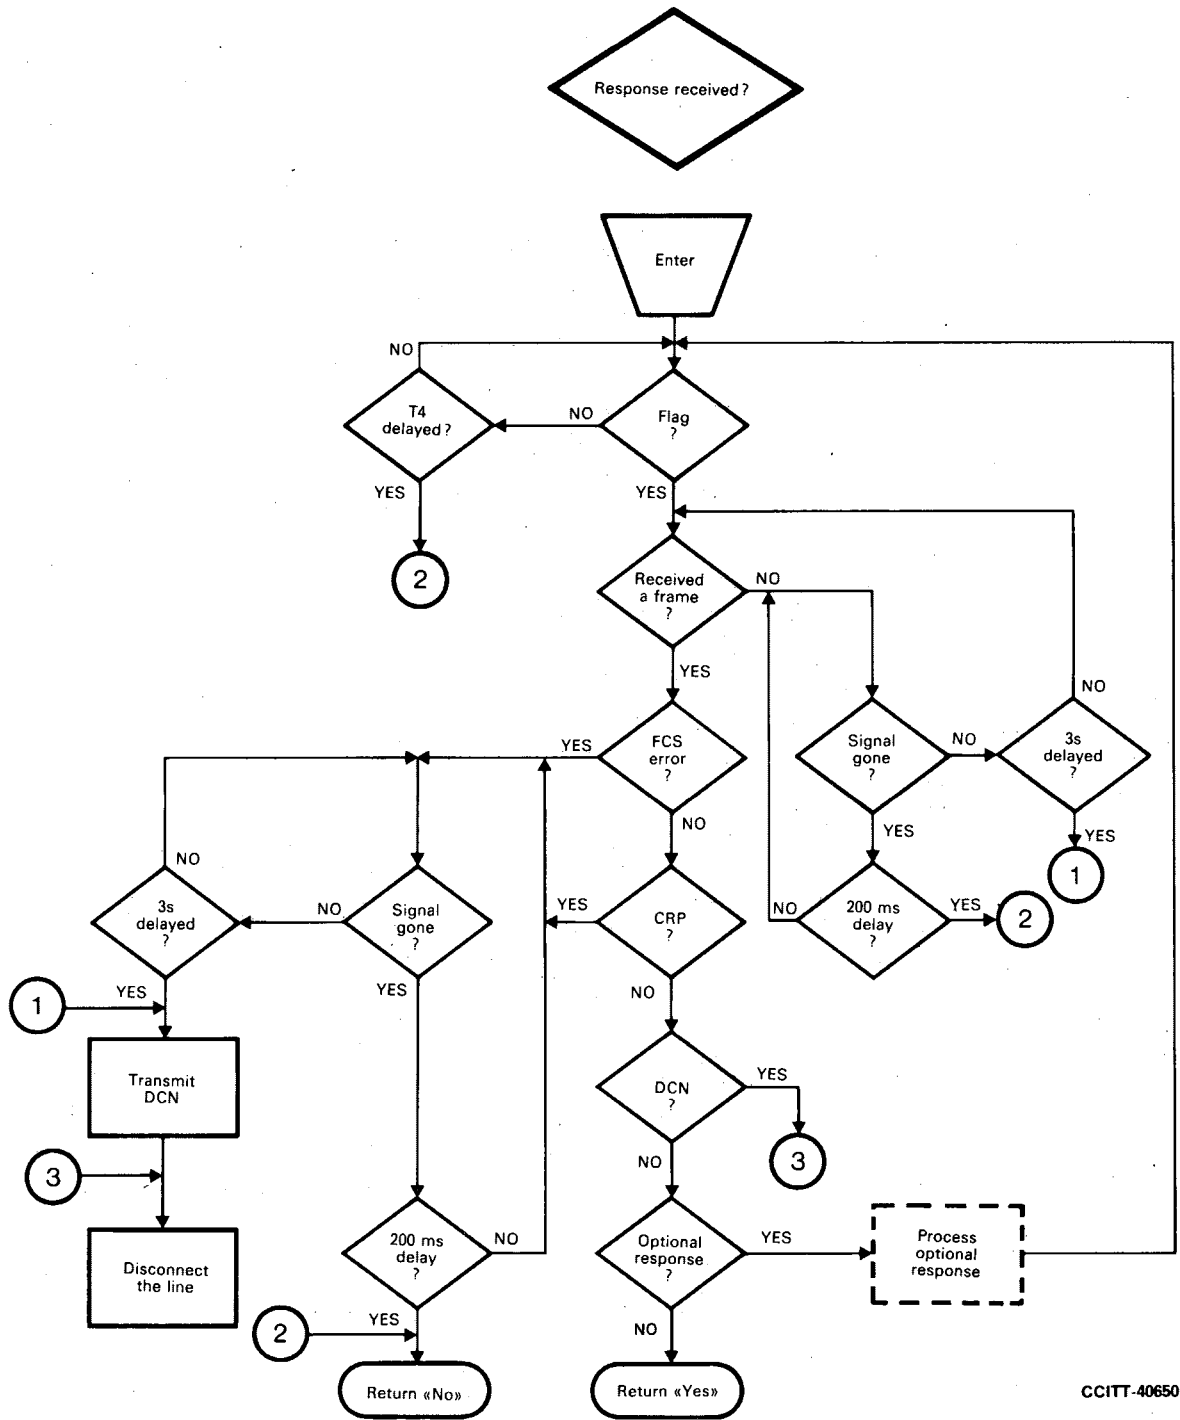 Response received?
Enter
NO
T4
delayed?
NO
Flag
?
YES
YES
2
Received
a frame
?
NO
YES
NO
YES
FCS
error
?
Signal
gone
?
NO
3s
delayed
?
NO
YES
YES
1
NO
3s
delayed
?
NO
Signal
gone
?
YES
CRP
?
NO
200 ms
delay
?
YES
2
YES
1
YES
NO
Transmit
DCN
DCN
?
YES
3
3
NO
Disconnect
the line
200 ms
delay
?
NO
Optional
response
?
YES
Process
optional
response
2
YES
NO
Return «No»
Return «Yes»
CCITT-40650